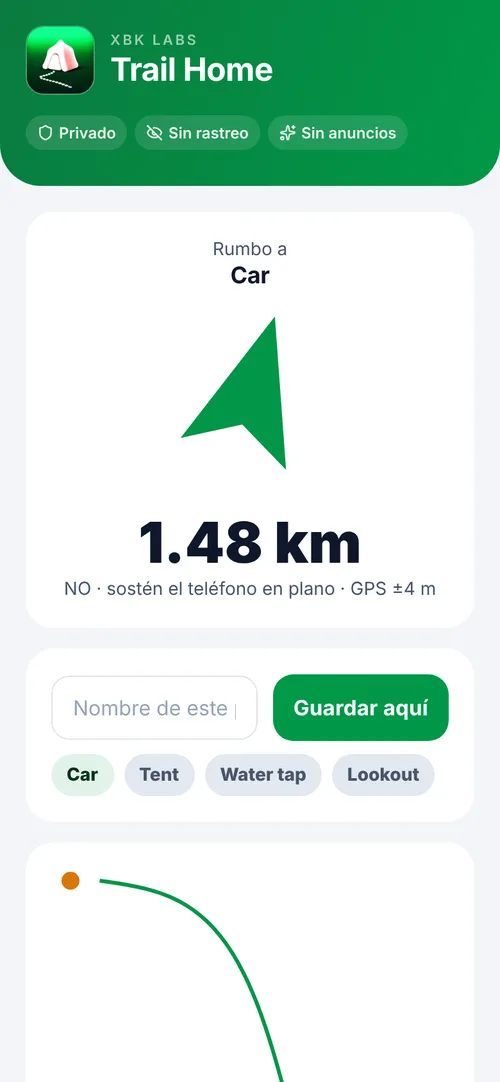 XBK LABS
Trail Home
Privado Sin rastreo Sin anuncios
Rumbo a
Car
1.48 km
NO · sostén el teléfono en plano · GPS ±4 m
Nombre de este Guardar aquí
Car Tent Water tap Lookout